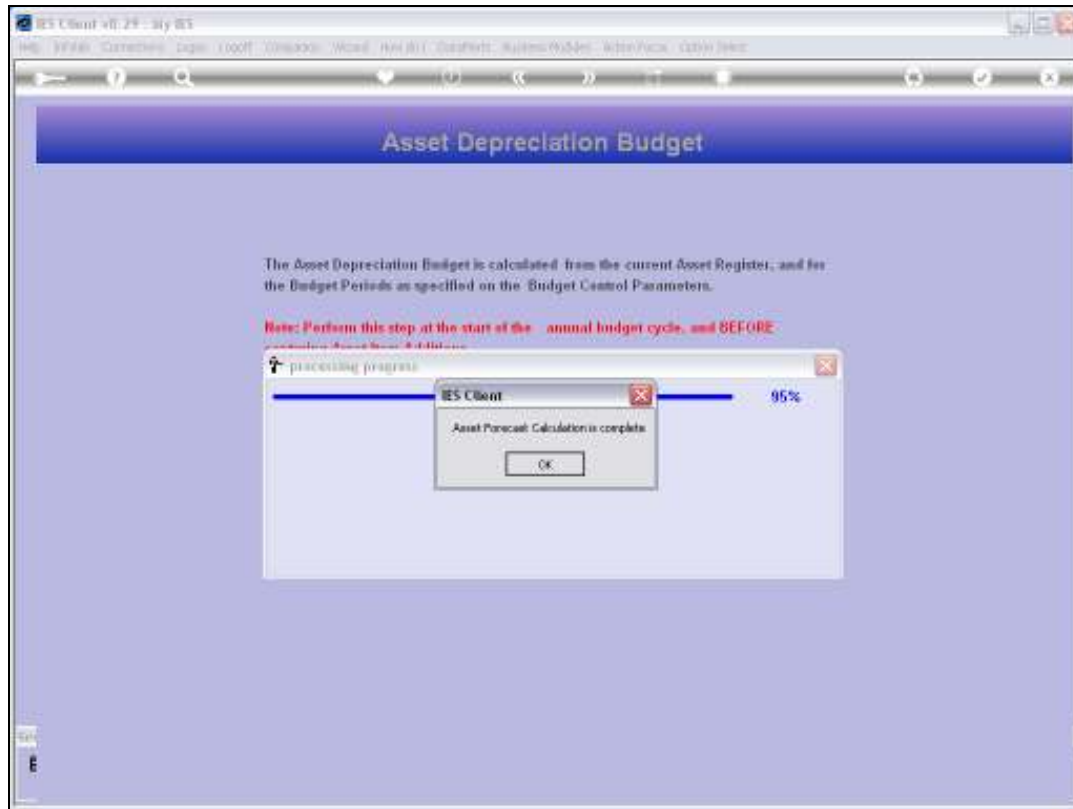 IES Client v0.29 : My IES
Asset Depreciation Budget
The Asset Depreciation Budget is calculated from the current Asset Register, and for
the Budget Periods as specified on the Budget Control Parameters.
Note: Perform this step at the start of the annual budget cycle, and BEFORE
processing progress
95%
IES Client
Asset Forecast Calculation is complete
OK